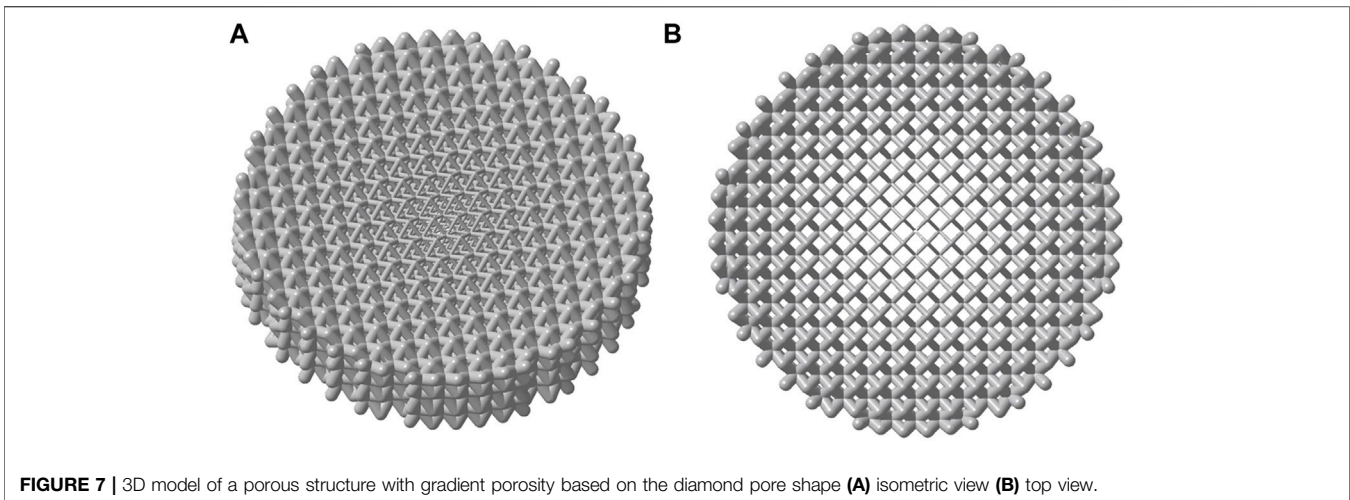 A
B
FIGURE 7 | 3D model of a porous structure with gradient porosity based on the diamond pore shape (A) isometric view (B) top view.